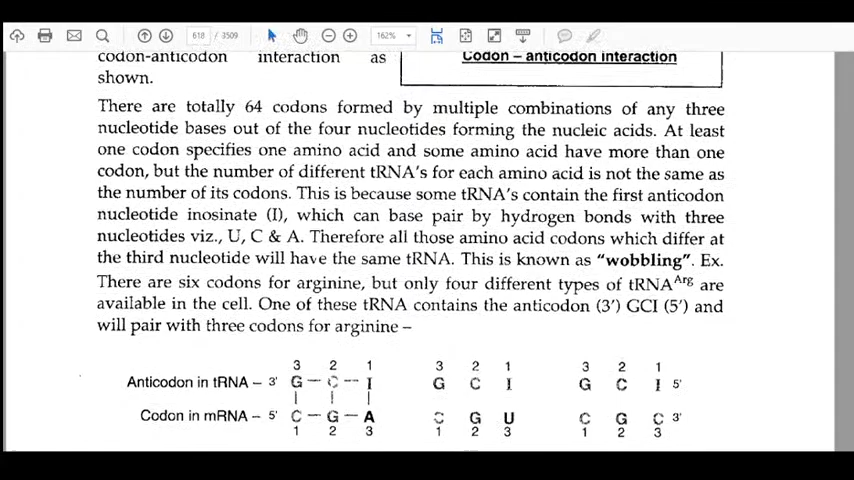 618 / 3509 162%
codon-anticodon interaction as
Codon – anticodon interaction
shown.
There are totally 64 codons formed by multiple combinations of any three
nucleotide bases out of the four nucleotides forming the nucleic acids. At least
one codon specifies one amino acid and some amino acid have more than one
codon, but the number of different tRNA's for each amino acid is not the same as
the number of its codons. This is because some tRNA's contain the first anticodon
nucleotide inosinate (I), which can base pair by hydrogen bonds with three
nucleotides viz., U, C & A. Therefore all those amino acid codons which differ at
the third nucleotide will have the same tRNA. This is known as "wobbling". Ex.
There are six codons for arginine, but only four different types of tRNA^Arg are
available in the cell. One of these tRNA contains the anticodon (3') GCI (5') and
will pair with three codons for arginine –
3 2 1 3 2 1 3 2 1
Anticodon in tRNA – 3' G – C – I G C I G C I 5'
Codon in mRNA – 5' C – G – A C G U C G C 3'
1 2 3 1 2 3 1 2 3